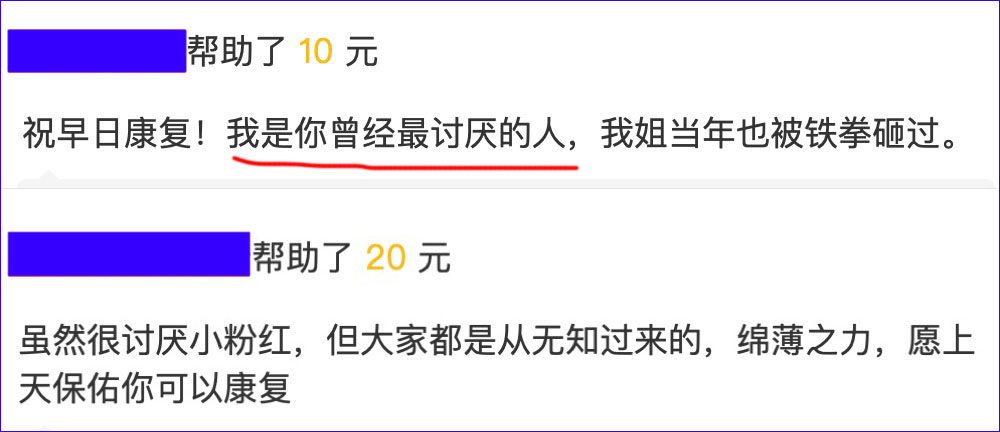 帮助了 10 元
祝早日康复！我是你曾经最讨厌的人，我姐当年也被铁拳砸过。
帮助了 20 元
虽然很讨厌小粉红，但大家都是从无知过来的，绵薄之力，愿上
天保佑你可以康复